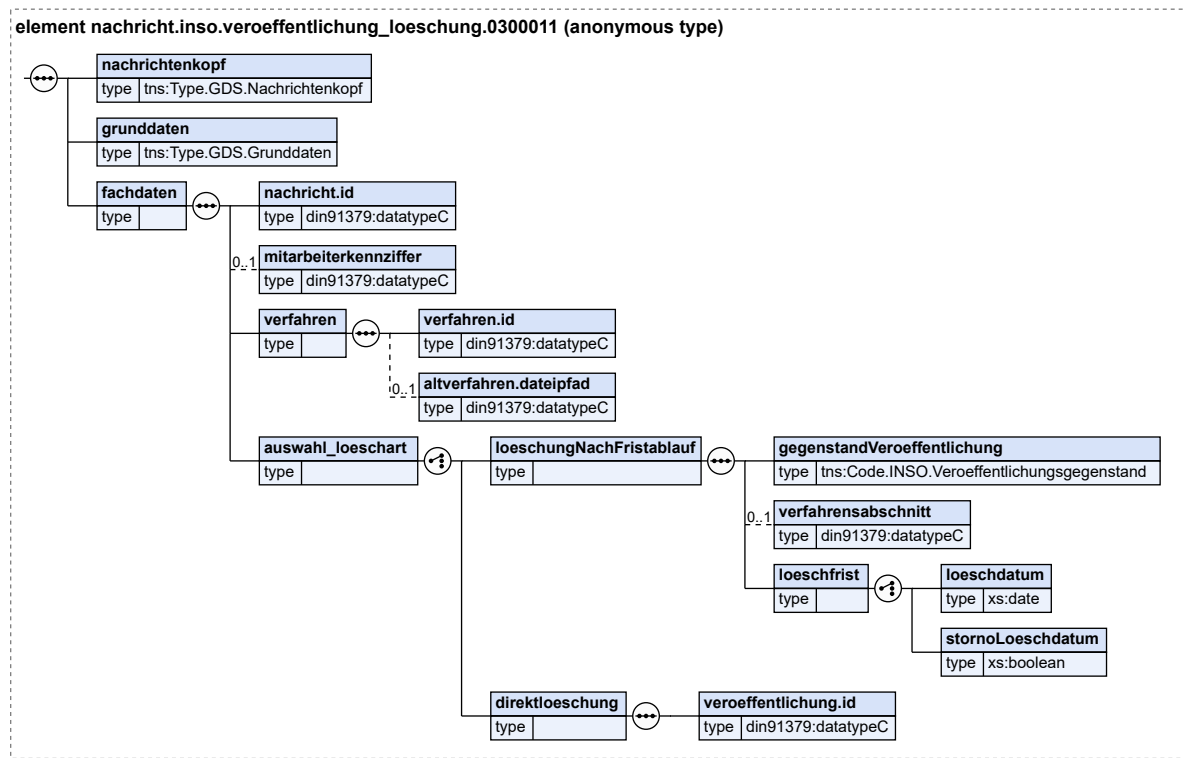 element nachricht.inso.veroeffentlichung_loeschung.0300011 (anonymous type)
nachrichtenkopf
type tns:Type.GDS.Nachrichtenkopf
grunddaten
type tns:Type.GDS.Grunddaten
fachdaten
type
nachricht.id
type din91379:datatypeC
0..1
mitarbeiterkennziffer
type din91379:datatypeC
verfahren
type
verfahren.id
type din91379:datatypeC
0..1
altverfahren.dateipfad
type din91379:datatypeC
auswahl_loeschart
type
loeschungNachFristablauf
type
gegenstandVeroeffentlichung
type tns:Code.INSO.Veroeffentlichungsgegenstand
0..1
verfahrensabschnitt
type din91379:datatypeC
loeschfrist
type
loeschdatum
type xs:date
stornoLoeschdatum
type xs:boolean
direktloeschung
type
veroeffentlichung.id
type din91379:datatypeC